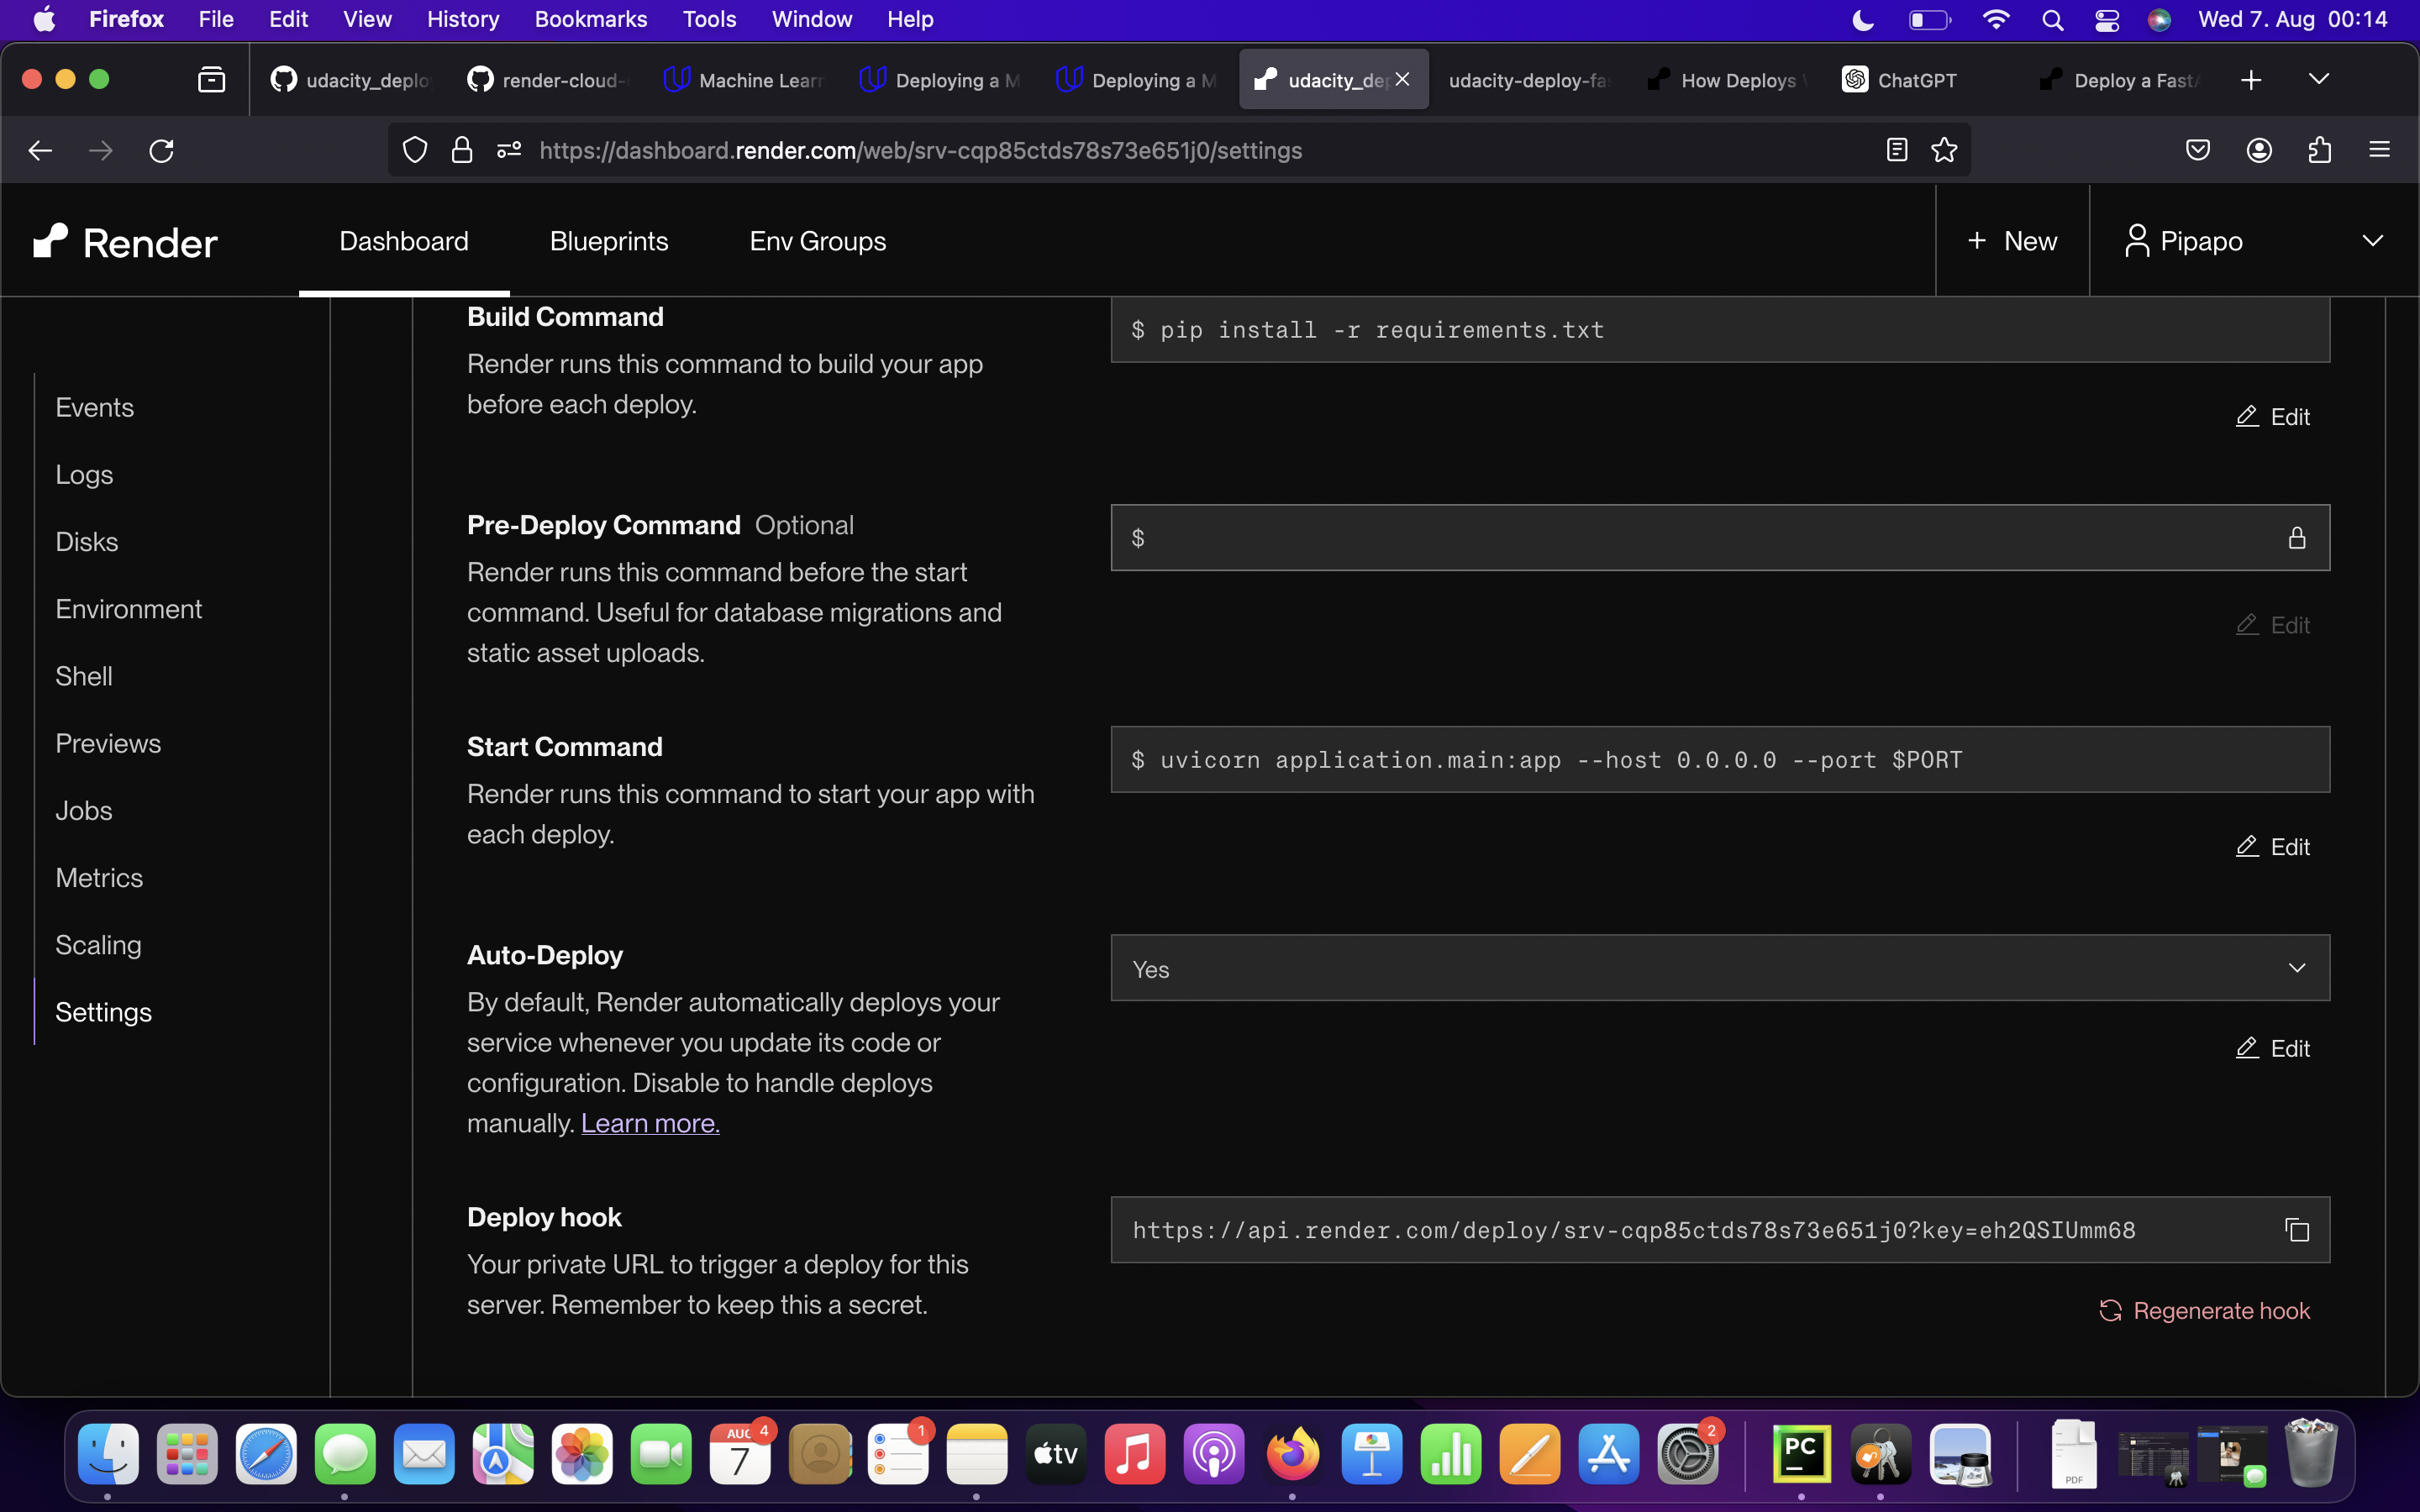 Firefox File Edit View History Bookmarks Tools Window Help Wed 7. Aug 00:14
udacity_deplo render-cloud- Machine Lear Deploying a M Deploying a M udacity_dep udacity-deploy-fa How Deploys ChatGPT Deploy a Fast
https://dashboard.render.com/web/srv-cqp85ctds78s73e651j0/settings
Render Dashboard Blueprints Env Groups + New Pipapo
Events
Logs
Disks
Environment
Shell
Previews
Jobs
Metrics
Scaling
Settings
Build Command
Render runs this command to build your app
before each deploy.
$ pip install -r requirements.txt
Edit
Pre-Deploy Command Optional
Render runs this command before the start
command. Useful for database migrations and
static asset uploads.
$
Edit
Start Command
Render runs this command to start your app with
each deploy.
$ uvicorn application.main:app --host 0.0.0.0 --port $PORT
Edit
Auto-Deploy
By default, Render automatically deploys your
service whenever you update its code or
configuration. Disable to handle deploys
manually. Learn more.
Yes
Edit
Deploy hook
Your private URL to trigger a deploy for this
server. Remember to keep this a secret.
https://api.render.com/deploy/srv-cqp85ctds78s73e651j0?key=eh2QSIUmm68
Regenerate hook
AUG 7 4 1 tv 2 PC PDF